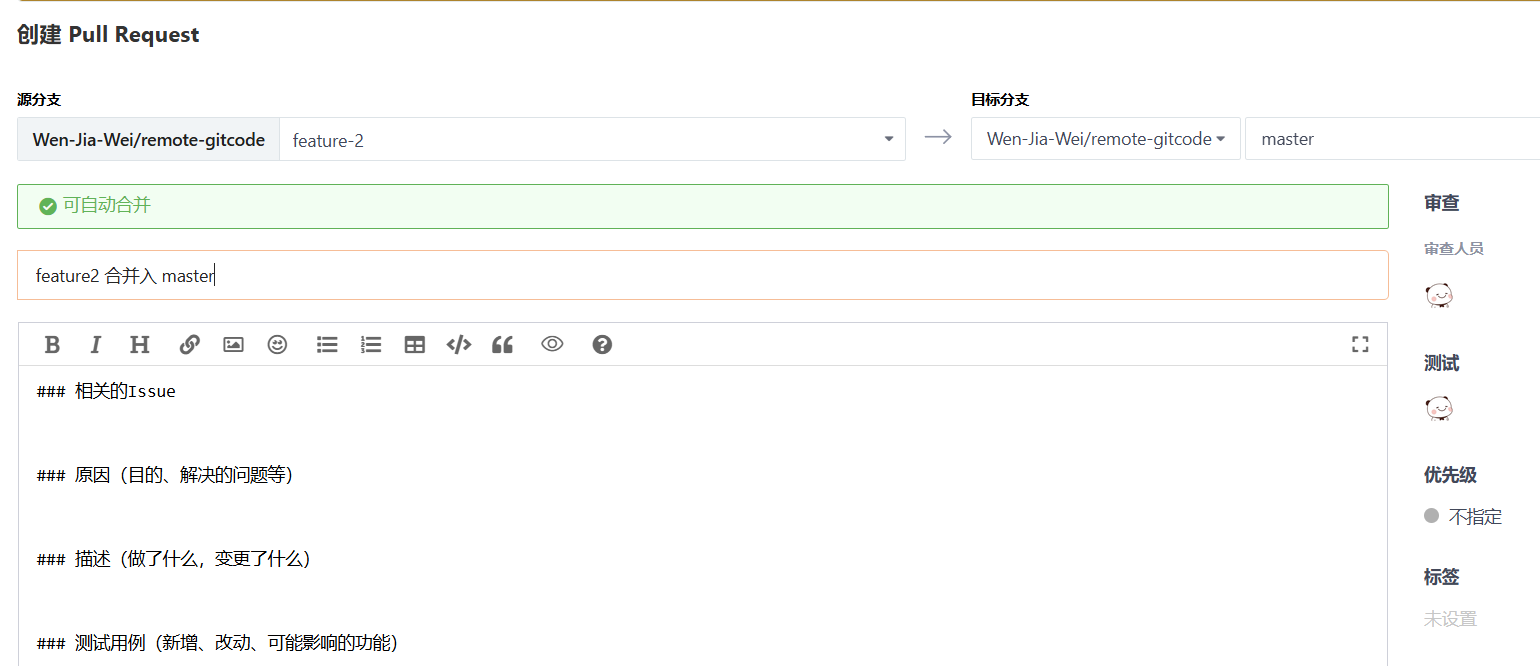 创建 Pull Request
源分支
目标分支
Wen-Jia-Wei/remote-gitcode
feature-2
Wen-Jia-Wei/remote-gitcode
master
可自动合并
feature2 合并入 master
### 相关的Issue
### 原因（目的、解决的问题等）
### 描述（做了什么，变更了什么）
### 测试用例（新增、改动、可能影响的功能）
审查
审查人员
测试
优先级
不指定
标签
未设置